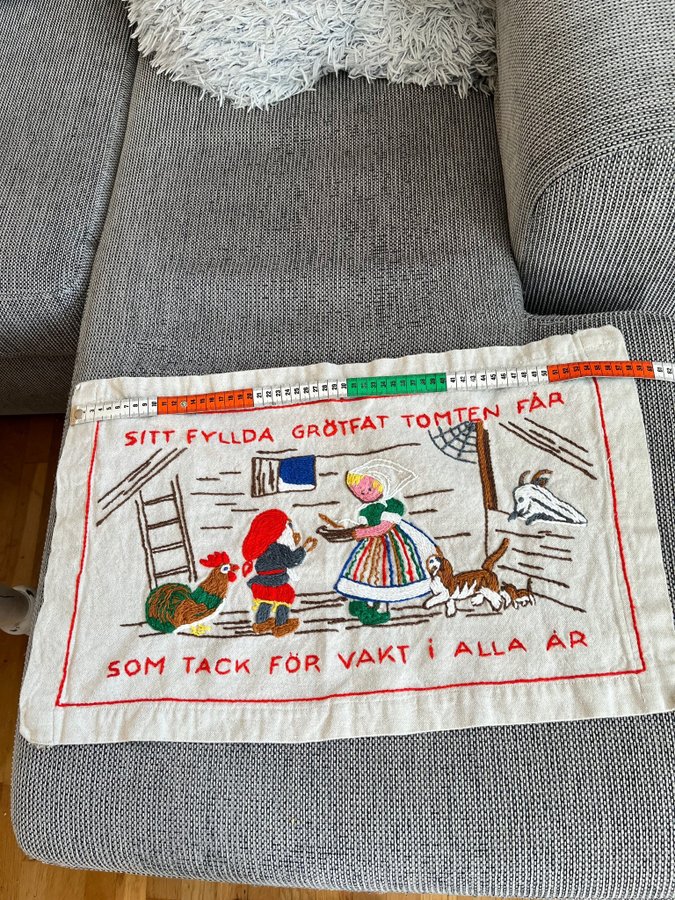 SITT FYLLDA GRÖTFAT TOMTEN FÅR
SOM TACK FÖR VAKT i ALLA ÅR